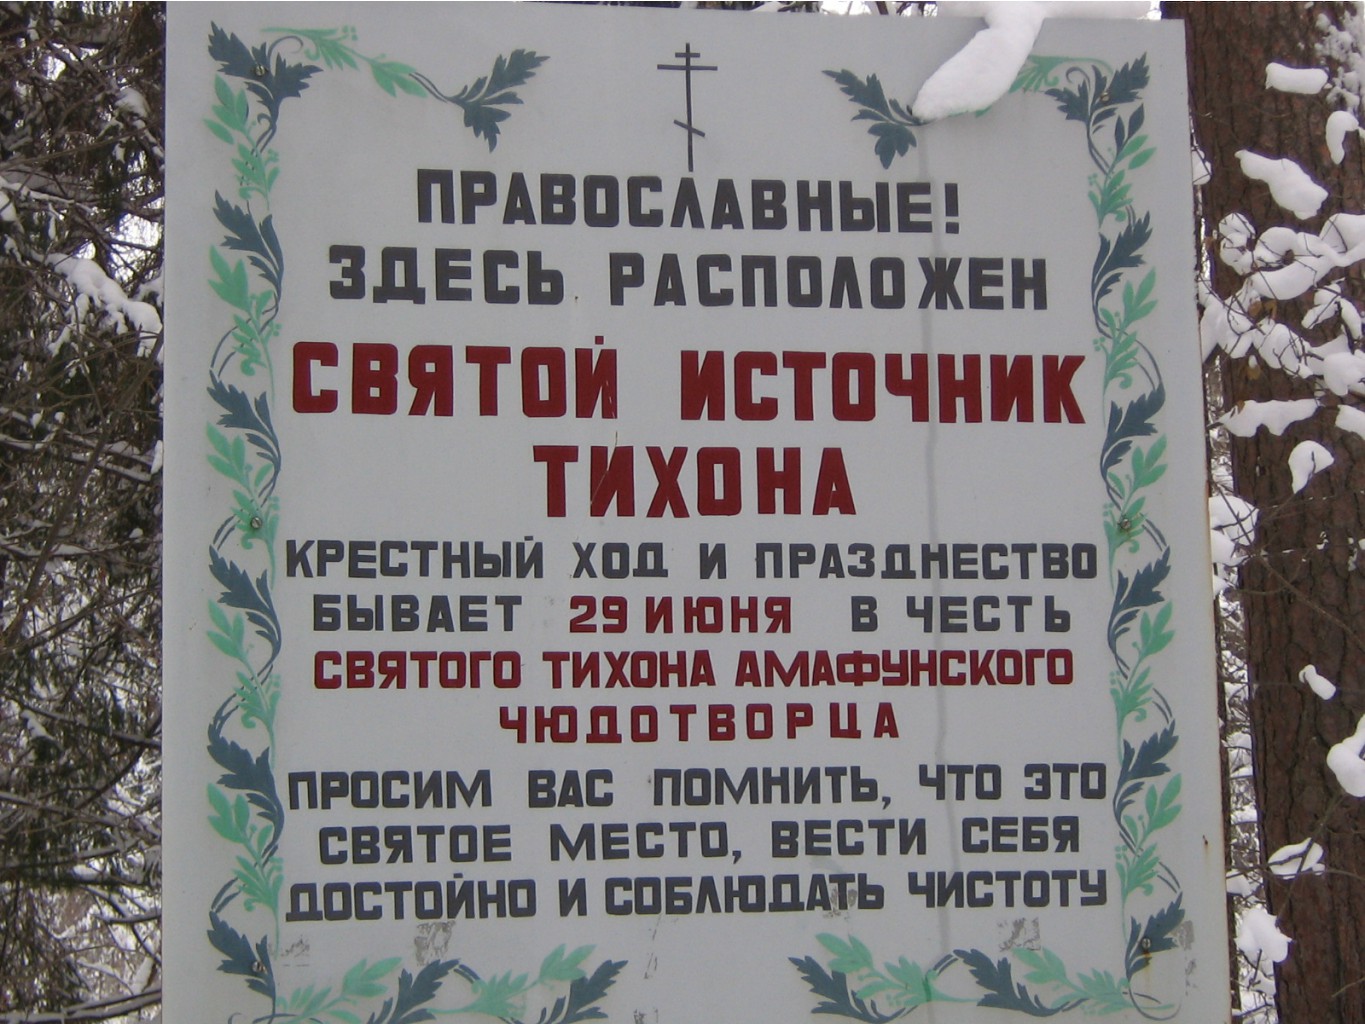 ПРАВОСЛАВНЫЕ!
ЗДЕСЬ РАСПОЛОЖЕН
СВЯТОЙ ИСТОЧНИК
ТИХОНА
КРЕСТНЫЙ ХОД И ПРАЗДНЕСТВО
БЫВАЕТ 29 ИЮНЯ В ЧЕСТЬ
СВЯТОГО ТИХОНА АМАФУНСКОГО
ЧЮДОТВОРЦА
ПРОСИМ ВАС ПОМНИТЬ, ЧТО ЭТО
СВЯТОЕ МЕСТО, ВЕСТИ СЕБЯ
ДОСТОЙНО И СОБЛЮДАТЬ ЧИСТОТУ